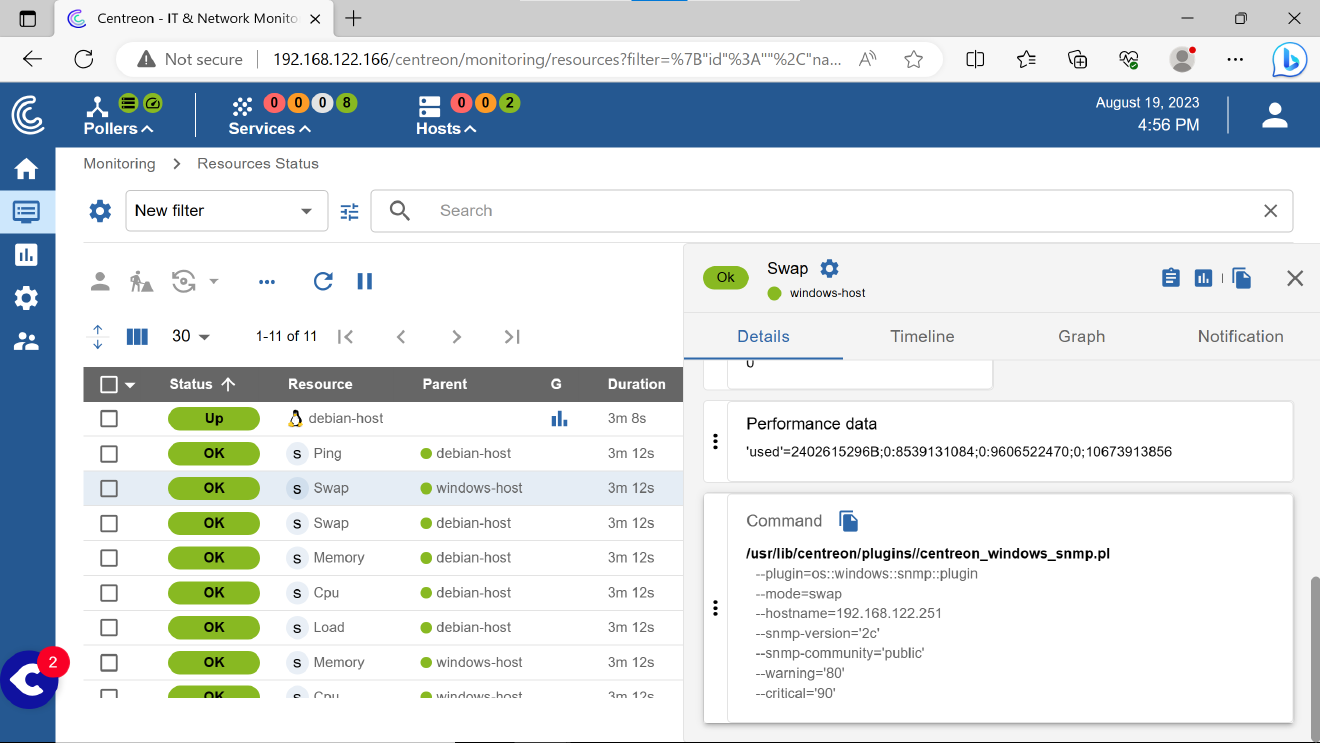 Centreon - IT & Network Monito
Not secure
192.168.122.166/centreon/monitoring/resources?filter=%7B"id"%3A""%2C"na...
Pollers
0 0 0 8
Services
0 0 2
Hosts
August 19, 2023
4:56 PM
Monitoring > Resources Status
New filter
Search
30
1-11 of 11
Status Resource Parent G Duration
Up debian-host 3m 8s
OK S Ping debian-host 3m 12s
OK S Swap windows-host 3m 12s
OK S Swap debian-host 3m 12s
OK S Memory debian-host 3m 12s
OK S Cpu debian-host 3m 12s
OK S Load debian-host 3m 12s
OK S Memory windows-host 3m 12s
OK S Cpu windows-host 3m 12s
2
Ok
Swap
windows-host
Details Timeline Graph Notification
0
Performance data
'used'=2402615296B;0:8539131084;0:9606522470;0;10673913856
Command
/usr/lib/centreon/plugins//centreon_windows_snmp.pl
--plugin=os::windows::snmp::plugin
--mode=swap
--hostname=192.168.122.251
--snmp-version='2c'
--snmp-community='public'
--warning='80'
--critical='90'